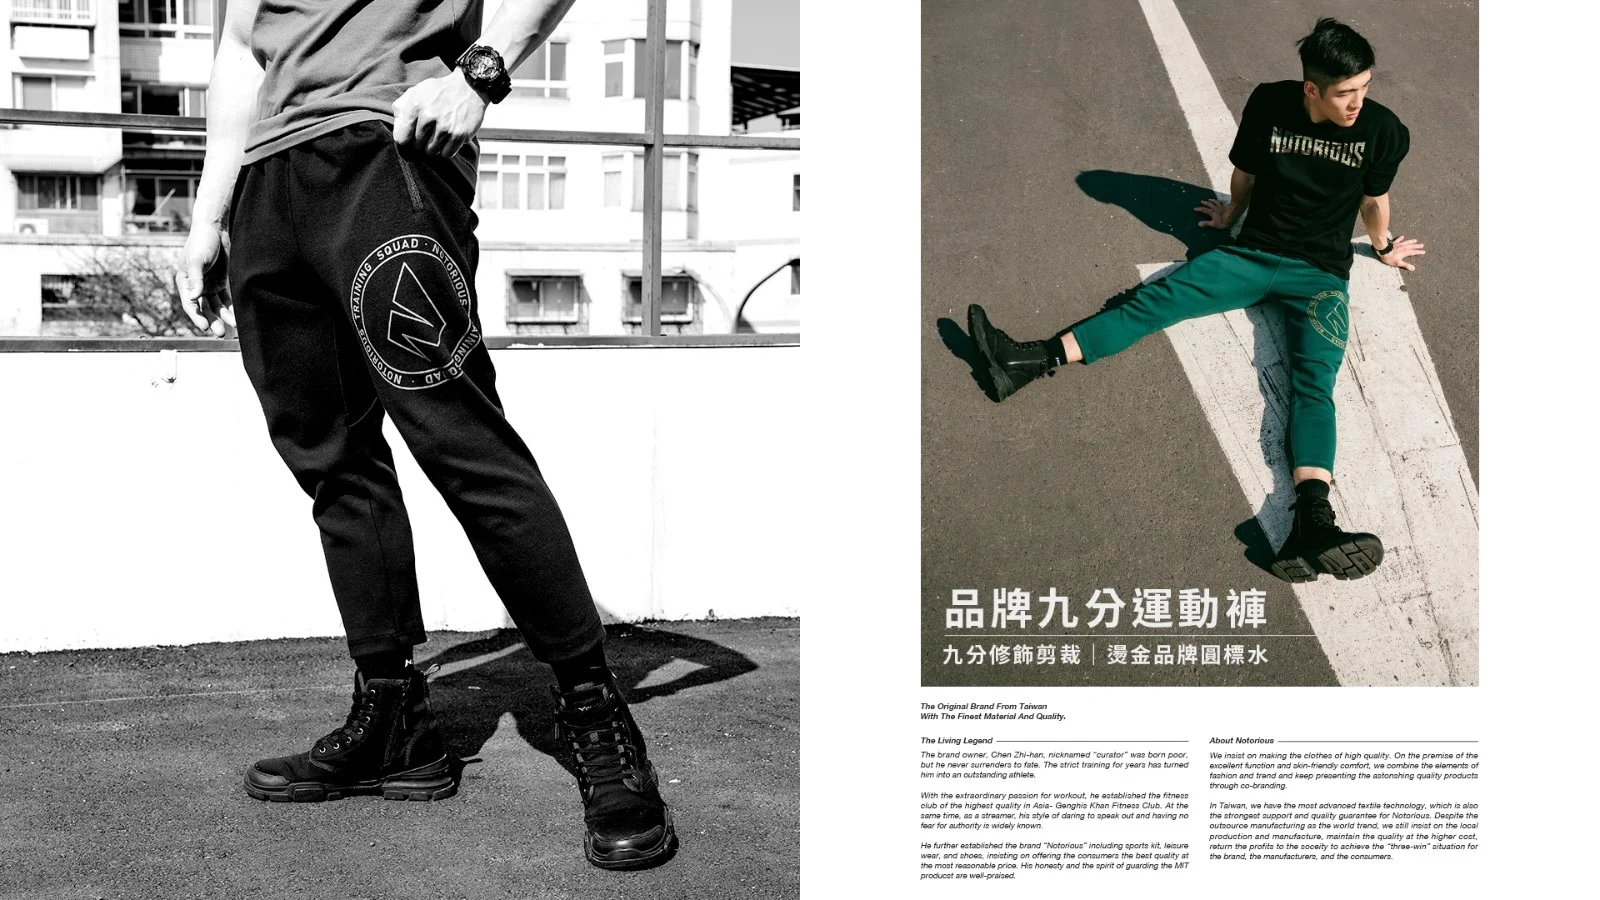 NOTORIOUS TRAINING SQUAD · NOTORIOUS TRAINING SQUAD ·
N
NOTORIOUS
品牌九分運動褲
九分修飾剪裁｜燙金品牌圓標水
The Original Brand From Taiwan
With The Finest Material And Quality.
The Living Legend
The brand owner, Chen Zhi-han, nicknamed "curator" was born poor,
but he never surrenders to fate. The strict training for years has turned
him into an outstanding athlete.
With the extraordinary passion for workout, he established the fitness
club of the highest quality in Asia- Genghis Khan Fitness Club. At the
same time, as a streamer, his style of daring to speak out and having no
fear for authority is widely known.
He further established the brand "Notorious" including sports kit, leisure
wear, and shoes, insisting on offering the consumers the best quality at
the most reasonable price. His honesty and the spirit of guarding the MIT
producst are well-praised.
About Notorious
We insist on making the clothes of high quality. On the premise of the
excellent function and skin-friendly comfort, we combine the elements of
fashion and trend and keep presenting the astonshing quality products
through co-branding.
In Taiwan, we have the most advanced textile technology, which is also
the strongest support and quality guarantee for Notorious. Despite the
outsource manufacturing as the world trend, we still insist on the local
production and manufacture, maintain the quality at the higher cost,
return the profits to the soceity to achieve the "three-win" situation for
the brand, the manufacturers, and the consumers.